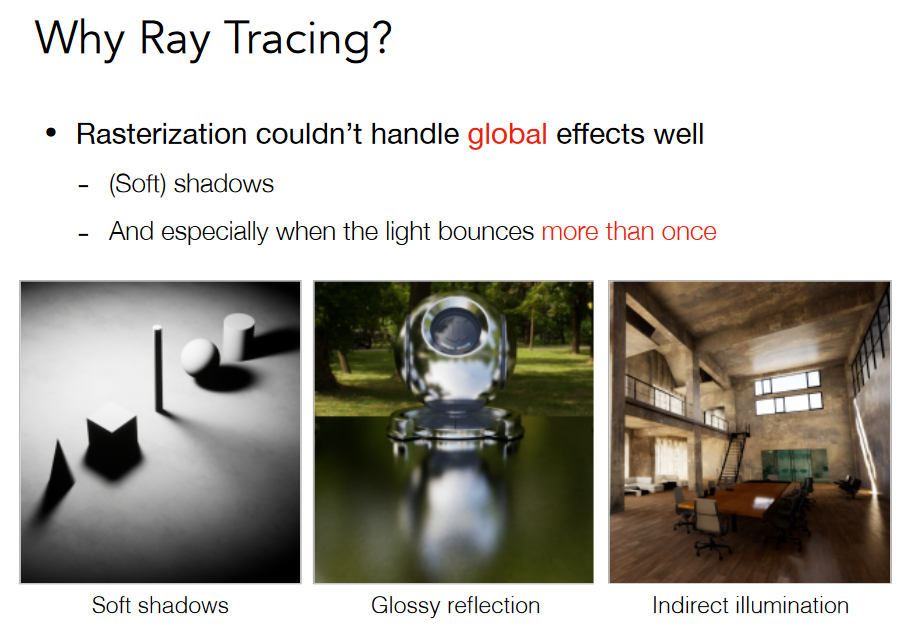 Why Ray Tracing?
• Rasterization couldn’t handle global effects well
- (Soft) shadows
- And especially when the light bounces more than once
Soft shadows
Glossy reflection
Indirect illumination